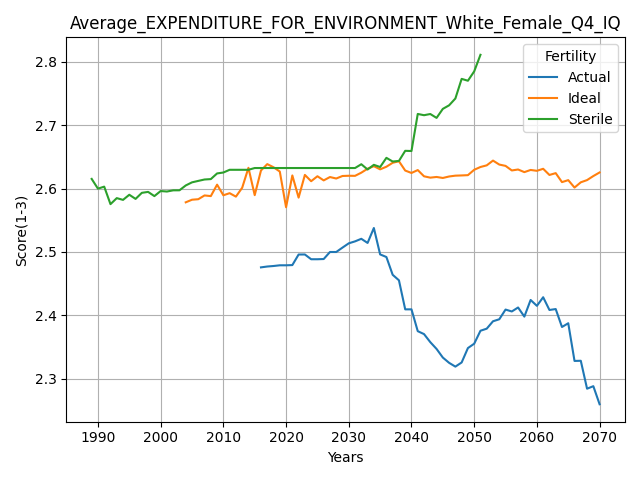 Average_EXPENDITURE_FOR_ENVIRONMENT_White_Female_Q4_IQ
Fertility
Actual
Ideal
Sterile
Score(1-3)
2.8
2.7
2.6
2.5
2.4
2.3
1990 2000 2010 2020 2030 2040 2050 2060 2070
Years